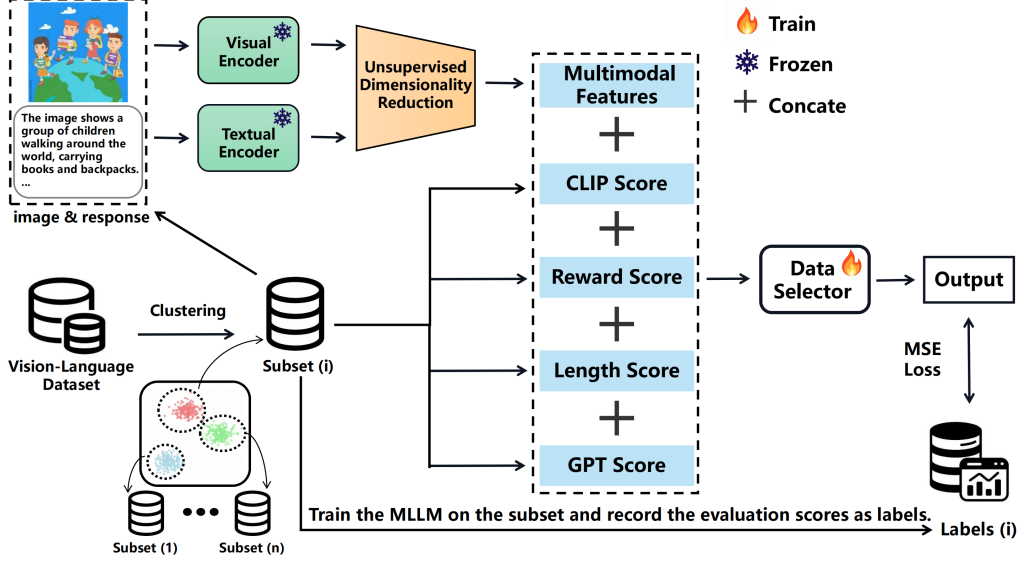 Visual
Encoder
Textual
Encoder
Unsupervised
Dimensionality
Reduction
Train
Frozen
Concate
The image shows a
group of children
walking around the
world, carrying
books and backpacks.
...
image & response
Multimodal
Features
CLIP Score
Reward Score
Length Score
GPT Score
Data
Selector
Output
MSE
Loss
Clustering
Vision-Language
Dataset
Subset (i)
Subset (1)
Subset (n)
Train the MLLM on the subset and record the evaluation scores as labels.
Labels (i)